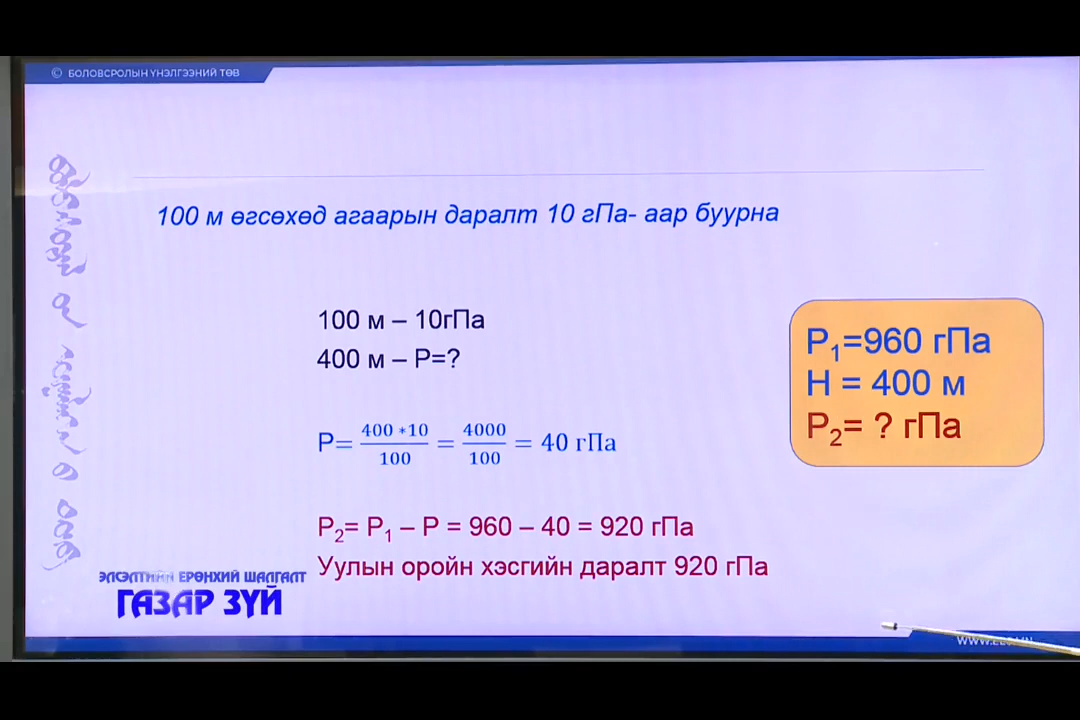 © БОЛОВСРОЛЫН ҮНЭЛГЭЭНИЙ ТӨВ
100 м өгсөхөд агаарын даралт 10 гПа- аар буурна
100 м – 10гПа
400 м – P=?
P= 400 *10 / 100 = 4000 / 100 = 40 гПа
P₂= P₁ – P = 960 – 40 = 920 гПа
Уулын оройн хэсгийн даралт 920 гПа
P₁=960 гПа
H = 400 м
P₂= ? гПа
ЭЛСЭЛТИЙН ЕРӨНХИЙ ШАЛГАЛТ
ГАЗАР ЗҮЙ